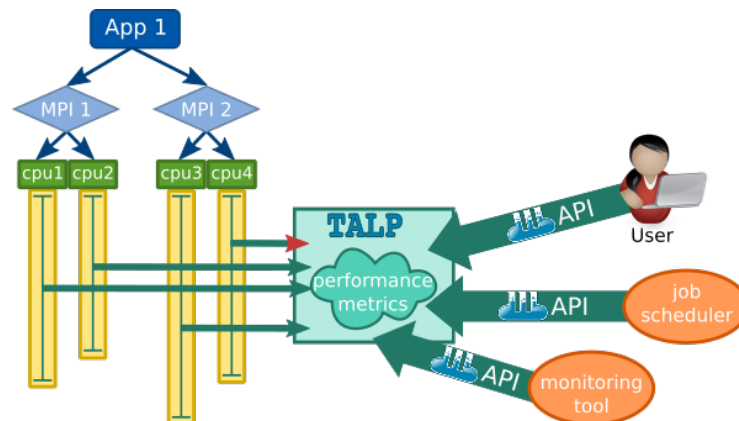 App 1
MPI 1
MPI 2
cpu1
cpu2
cpu3
cpu4
TALP
performance
metrics
API
User
API
job
scheduler
API
monitoring
tool